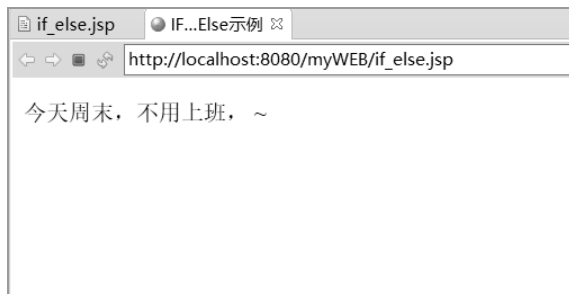 if_else.jsp IF...Else示例
http://localhost:8080/myWEB/if_else.jsp
今天周末，不用上班， ~